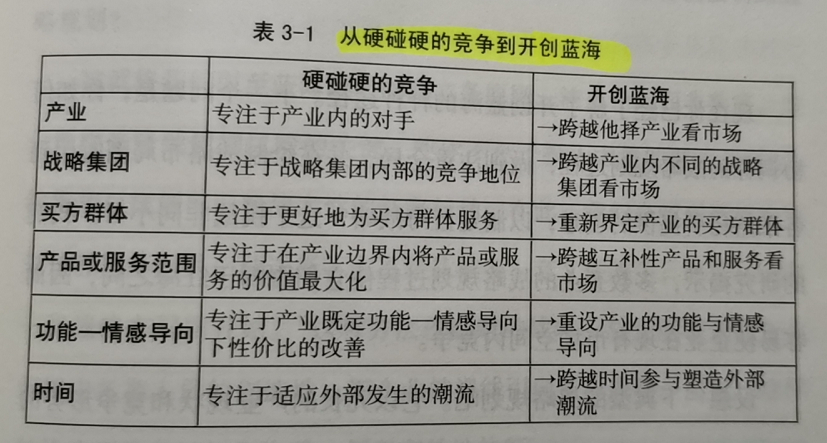 表 3-1 从硬碰硬的竞争到开创蓝海
硬碰硬的竞争 开创蓝海
产业 专注于产业内的对手 →跨越他择产业看市场
战略集团 专注于战略集团内部的竞争地位 →跨越产业内不同的战略
集团看市场
买方群体 专注于更好地为买方群体服务 →重新界定产业的买方群体
产品或服务范围 专注于在产业边界内将产品或服 →跨越互补性产品和服务看
务的价值最大化 市场
功能—情感导向 专注于产业既定功能—情感导向 →重设产业的功能与情感
下性价比的改善 导向
时间 专注于适应外部发生的潮流 →跨越时间参与塑造外部
潮流